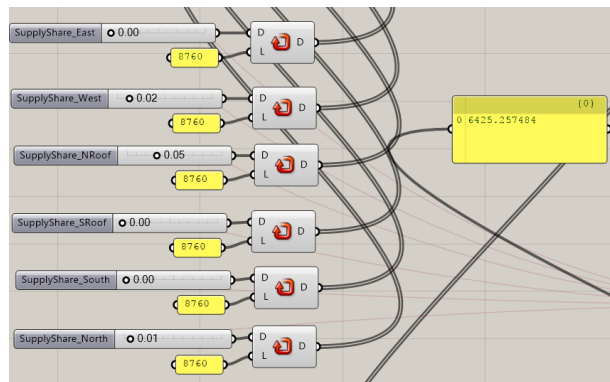 SupplyShare_East 0.00
D
L
D
8760
{0}
0 6425.257484
SupplyShare_West 0.02
D
L
D
8760
SupplyShare_NRoof 0.05
D
L
D
8760
SupplyShare_SRoof 0.00
D
L
D
8760
SupplyShare_South 0.00
D
L
D
8760
SupplyShare_North 0.01
D
L
D
8760